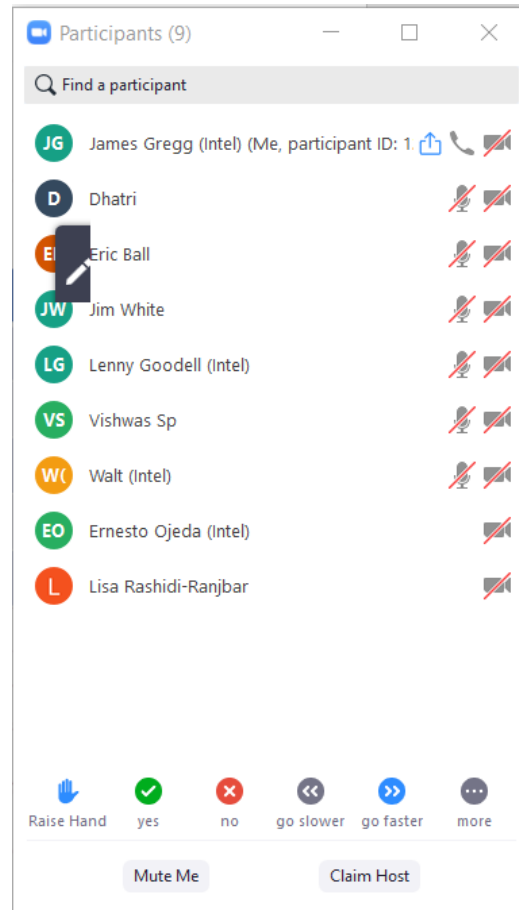 Participants (9)
Find a participant
JG James Gregg (Intel) (Me, participant ID: 1
D Dhatri
Eric Ball
JW Jim White
LG Lenny Goodell (Intel)
VS Vishwas Sp
W( Walt (Intel)
EO Ernesto Ojeda (Intel)
L Lisa Rashidi-Ranjbar
Raise Hand yes no go slower go faster more
Mute Me Claim Host